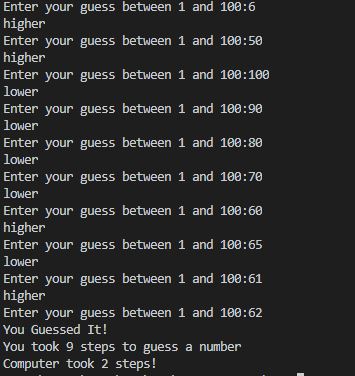 Enter your guess between 1 and 100:6
higher
Enter your guess between 1 and 100:50
higher
Enter your guess between 1 and 100:100
lower
Enter your guess between 1 and 100:90
lower
Enter your guess between 1 and 100:80
lower
Enter your guess between 1 and 100:70
lower
Enter your guess between 1 and 100:60
higher
Enter your guess between 1 and 100:65
lower
Enter your guess between 1 and 100:61
higher
Enter your guess between 1 and 100:62
You Guessed It!
You took 9 steps to guess a number
Computer took 2 steps!